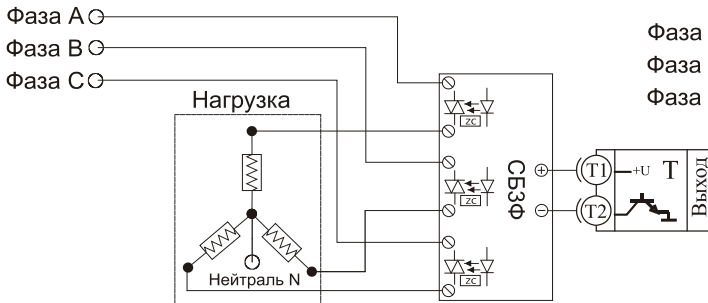 Фаза A
Фаза B
Фаза C
Фаза
Фаза
Фаза
Нагрузка
ZC
ZC
ZC
СБ3Ф
+
−
T1
T2
+U
T
Выход
Нейтраль N